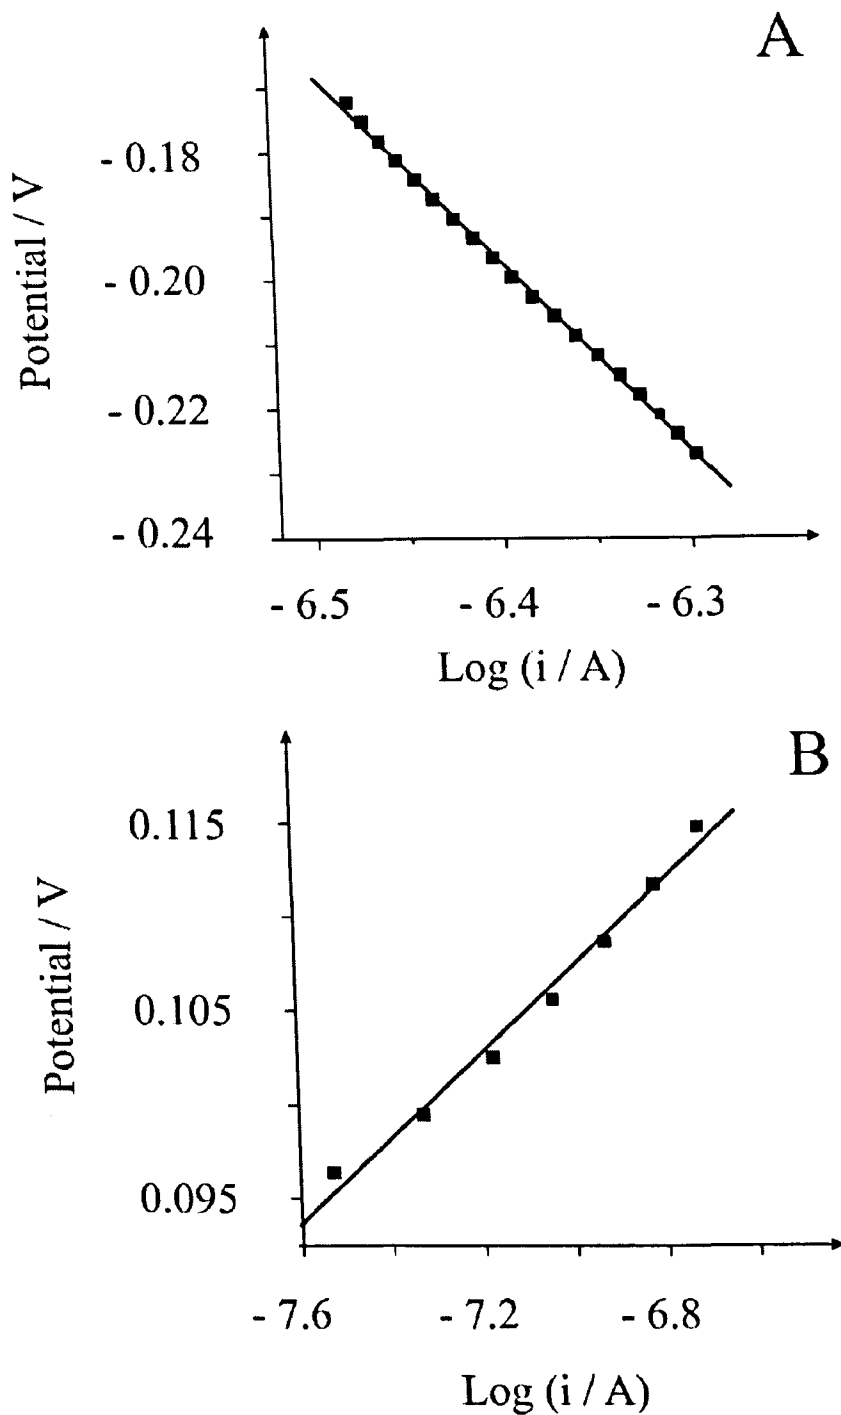 A
Potential / V
- 0.18
- 0.20
- 0.22
- 0.24
- 6.5
- 6.4
- 6.3
Log (i / A)
B
Potential / V
0.115
0.105
0.095
- 7.6
- 7.2
- 6.8
Log (i / A)